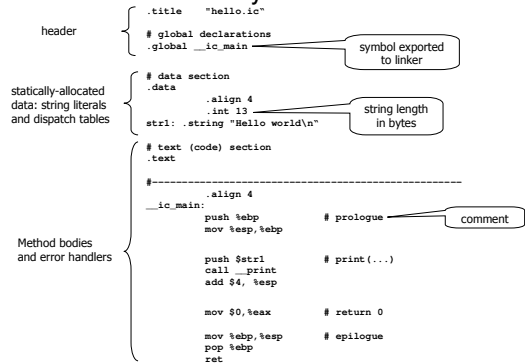 .title "hello.ic"
header
# global declarations
.global __ic_main
symbol exported
to linker
# data section
.data
statically-allocated
data: string literals
and dispatch tables
.align 4
.int 13
string length
in bytes
str1: .string "Hello world\n"
# text (code) section
.text
#----------------------------------------------------
.align 4
__ic_main:
push %ebp # prologue
comment
mov %esp,%ebp
Method bodies
and error handlers
push $str1 # print(...)
call __print
add $4, %esp
mov $0,%eax # return 0
mov %ebp,%esp # epilogue
pop %ebp
ret